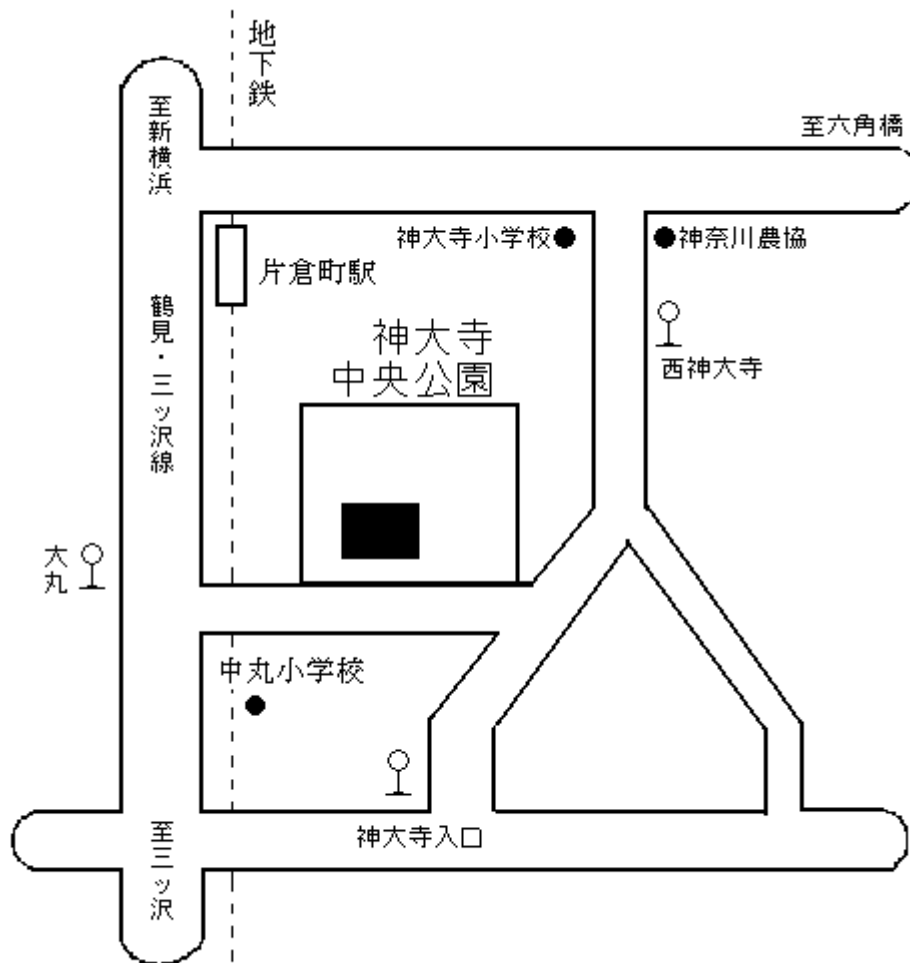 地下鉄
至新横浜
至六角橋
神大寺小学校
神奈川農協
片倉町駅
鶴見・三ッ沢線
神大寺
中央公園
西神大寺
大丸
中丸小学校
神大寺入口
至三ッ沢